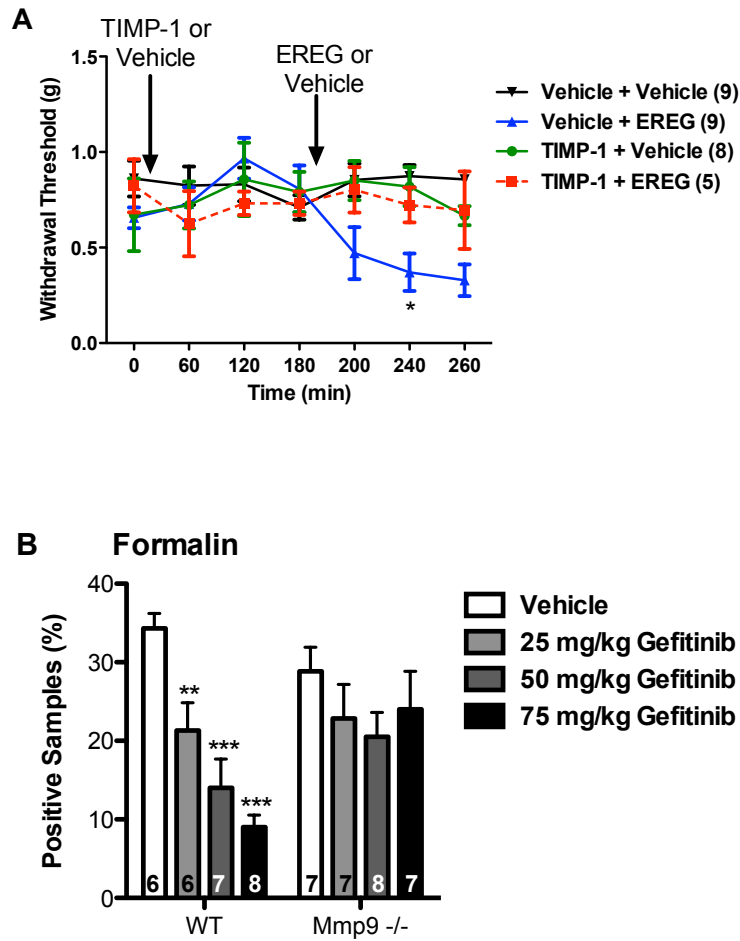 A
TIMP-1 or
Vehicle
EREG or
Vehicle
Withdrawal Threshold (g)
1.5
1.0
0.5
0.0
*
0 60 120 180 200 240 260
Time (min)
Vehicle + Vehicle (9)
Vehicle + EREG (9)
TIMP-1 + Vehicle (8)
TIMP-1 + EREG (5)
B Formalin
Positive Samples (%)
40
30
20
10
0
** *** ***
6 6 7 8 7 7 8 7
WT Mmp9 -/-
Vehicle
25 mg/kg Gefitinib
50 mg/kg Gefitinib
75 mg/kg Gefitinib